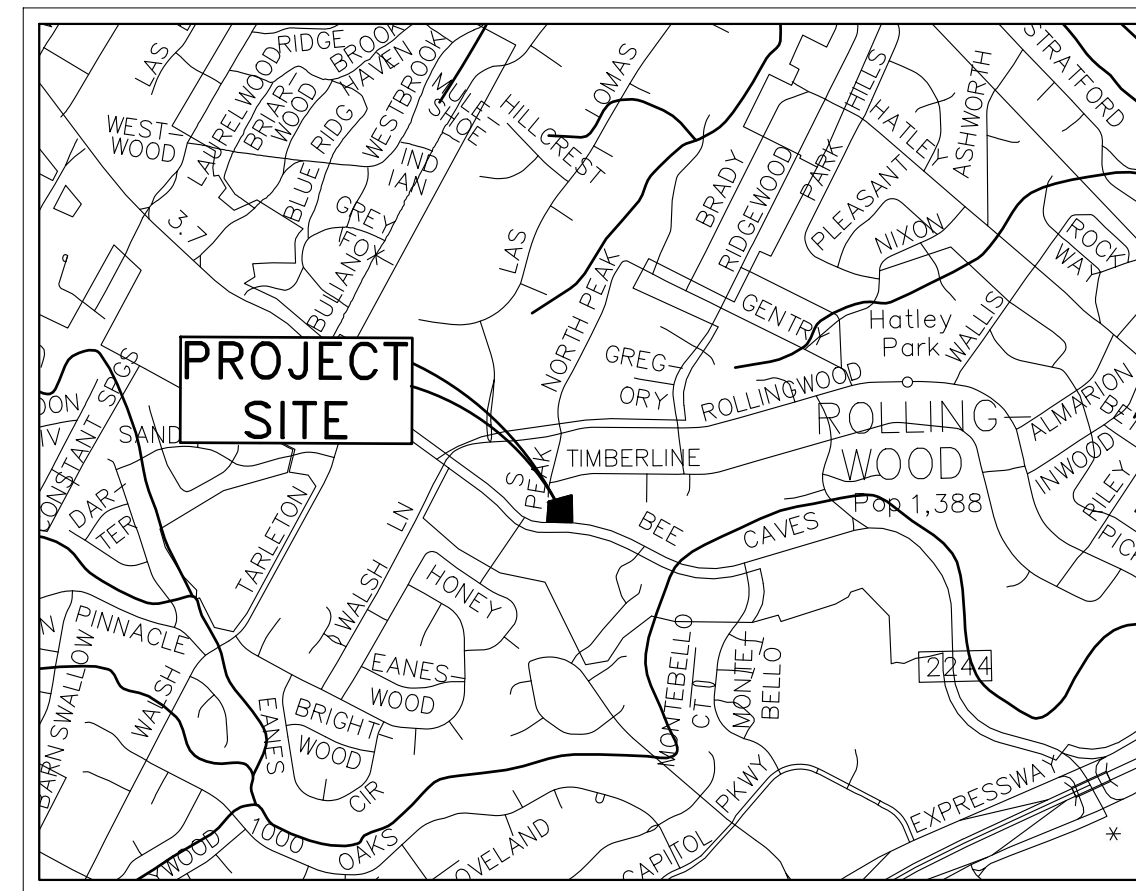 LAS
LAURELWOOD
RIDGE
BROOK
HAVEN
BRIAR
WOOD
WESTBROOK
MULE
SHOE
HILLCREST
LOMAS
HILLS
PARK
HATLEY
ASHWORTH
STRATFORD
WEST-
WOOD
BLUE
RIDG
IND
IAN
GREY
FOX
3.7
BULIAN
LAS
BRADY
RIDGEWOOD
PLEASANT
NIXON
ROCK
WAY
NORTH PEAK
GENTRY
Hatley
Park
WALLIS
PROJECT
SITE
GREG-
ORY
ROLLINGWOOD
ROLLING
WOOD
Pop 1,388
ALMARION
INWOOD
RILEY
CONSTANT SPGS
SAND
DAR-
TER
TARLETON
WALSH LN
S
PEAK
TIMBERLINE
BEE
CAVES
HONEY
PINNACLE
BARN SWALLOW
WALSH
EANES
EANES-
WOOD
BRIGHT-
WOOD
CIR
MONTEBELLO
CT
MONTE
BELLO
2244
WOOD
1000
OAKS
OVELAND
CAPITOL
PKWY
EXPRESSWAY